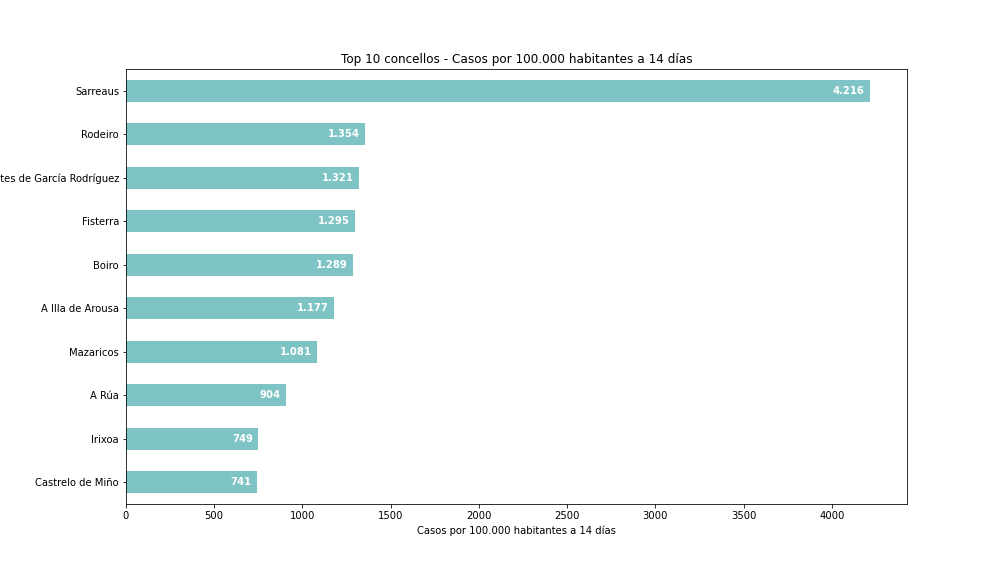 Top 10 concellos - Casos por 100.000 habitantes a 14 días
Sarreaus 4.216
Rodeiro 1.354
tes de García Rodríguez 1.321
Fisterra 1.295
Boiro 1.289
A Illa de Arousa 1.177
Mazaricos 1.081
A Rúa 904
Irixoa 749
Castrelo de Miño 741
0 500 1000 1500 2000 2500 3000 3500 4000
Casos por 100.000 habitantes a 14 días